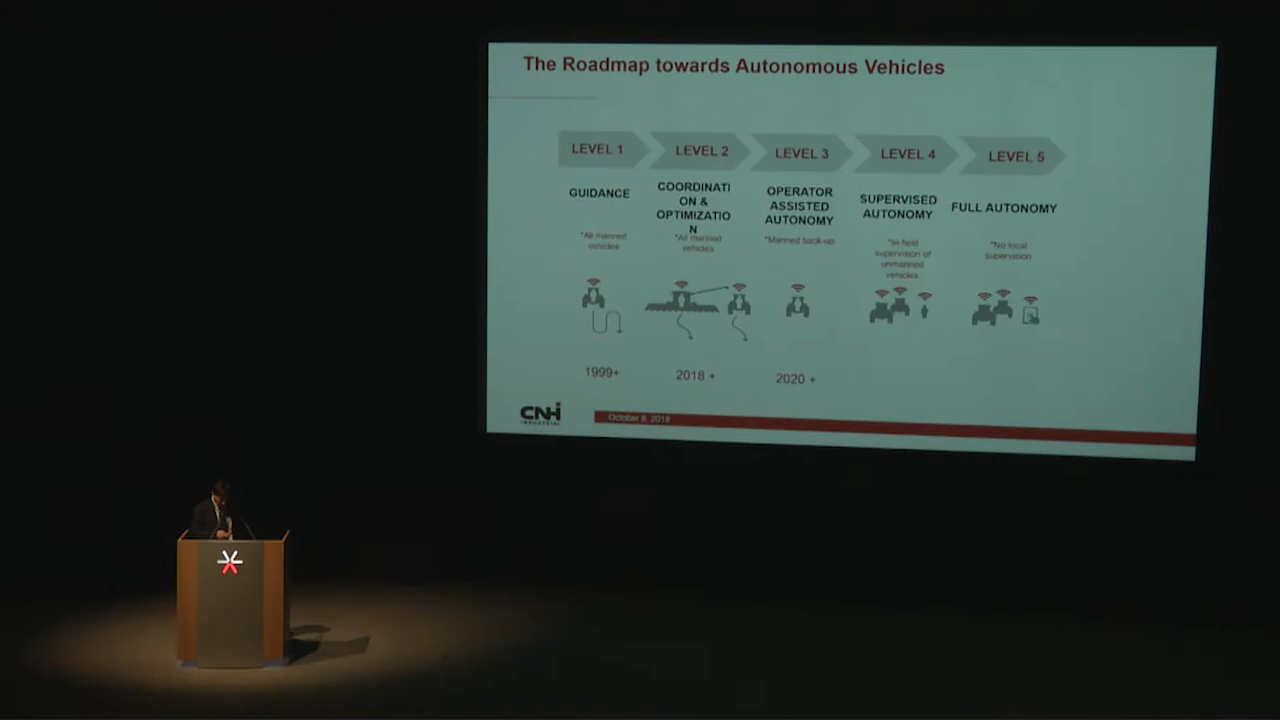 The Roadmap towards Autonomous Vehicles
LEVEL 1
LEVEL 2
LEVEL 3
LEVEL 4
LEVEL 5
GUIDANCE
COORDINATI
ON &
OPTIMIZATIO
N
OPERATOR
ASSISTED
AUTONOMY
SUPERVISED
AUTONOMY
FULL AUTONOMY
*All manned
vehicles
*All manned
vehicles
*Manned back-up
*In field
supervision of
unmanned
vehicles
*No local
supervision
1999+
2018 +
2020 +
CNHi
INDUSTRIAL
October 8, 2018